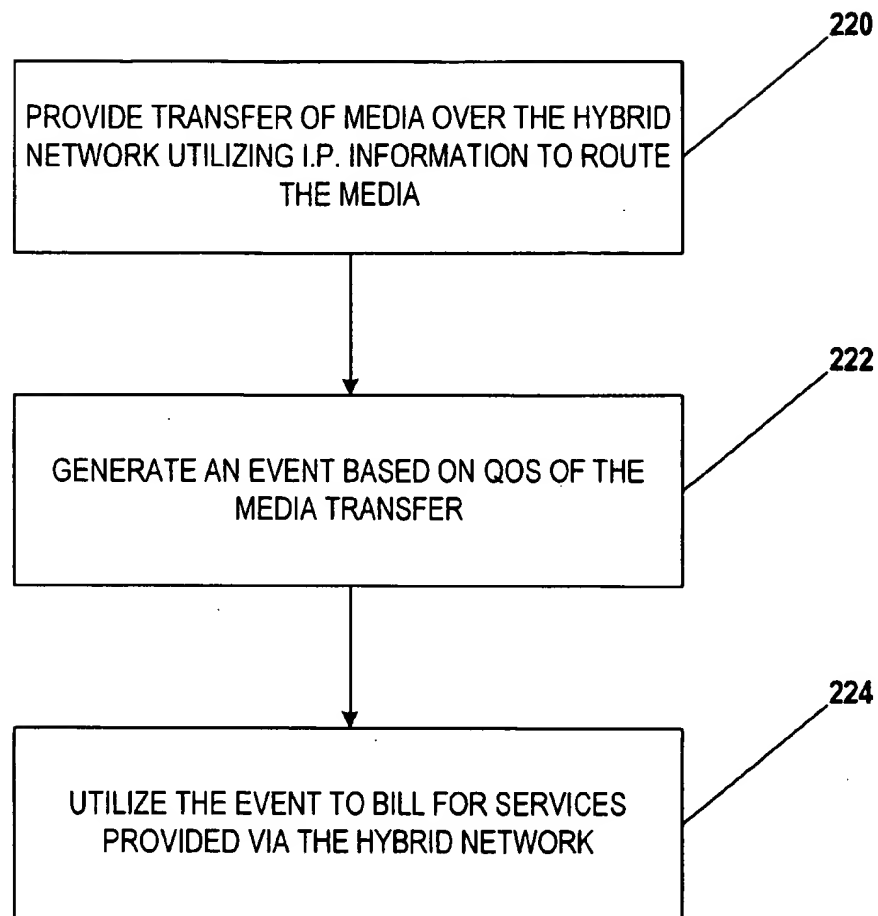 220
PROVIDE TRANSFER OF MEDIA OVER THE HYBRID
NETWORK UTILIZING I.P. INFORMATION TO ROUTE
THE MEDIA
222
GENERATE AN EVENT BASED ON QOS OF THE
MEDIA TRANSFER
224
UTILIZE THE EVENT TO BILL FOR SERVICES
PROVIDED VIA THE HYBRID NETWORK